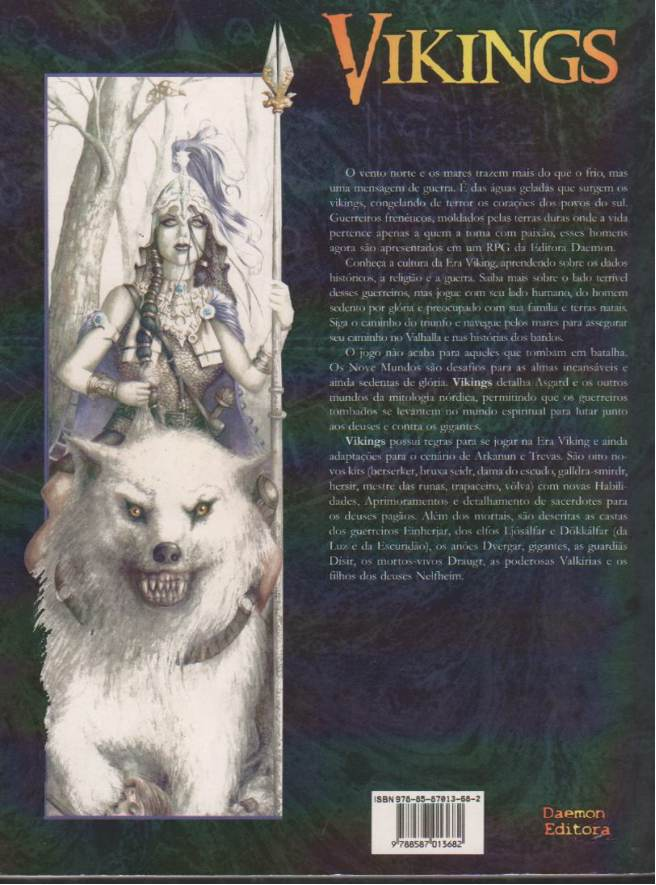 VIKINGS
O vento norte e os mares trazem mais do que o frio, mas
uma mensagem de guerra. É das águas geladas que surgem os
vikings, congelando de terror os corações dos povos do sul.
Guerreiros frenéticos, moldados pelas terras duras onde a vida
pertence apenas a quem a toma com paixão, esses homens
agora são apresentados em um RPG da Editora Daemon.
Conheça a cultura da Era Viking, aprendendo sobre os dados
históricos, a religião e a guerra. Saiba mais sobre o lado terrível
desses guerreiros, mas jogue com seu lado humano, do homem
sedento por glória e preocupado com sua família e terras natais.
Siga o caminho do triunfo e navegue pelos mares para assegurar
seu caminho no Valhalla e nas histórias dos bardos.
O jogo não acaba para aqueles que tombam em batalha.
Os Nove Mundos são desafios para as almas incansáveis e
ainda sedentas de glória. Vikings detalha Asgard e os outros
mundos da mitologia nórdica, permitindo que os guerreiros
tombados se levantem no mundo espiritual para lutar junto
aos deuses e contra os gigantes.
Vikings possui regras para se jogar na Era Viking e ainda
adaptações para o cenário de Arkanun e Trevas. São oito no-
vos kits (berserker, bruxa seidr, dama do escudo, galldra-smirdr,
hersir, mestre das runas, trapaceiro, völva) com novas Habili-
dades, Aprimoramentos e detalhamento de sacerdotes para
os deuses pagãos. Além dos mortais, são descritas as castas
dos guerreiros Einherjar, dos elfos Ljósálfar e Dökkálfar (da
Luz e da Escuridão), os anões Dvergar, gigantes, as guardiãs
Dísir, os mortos-vivos Draugr, as poderosas Valkírias e os
filhos dos deuses Nelfheim.
ISBN 978-85-87013-68-2
9 788587 013682
Daemon
Editora